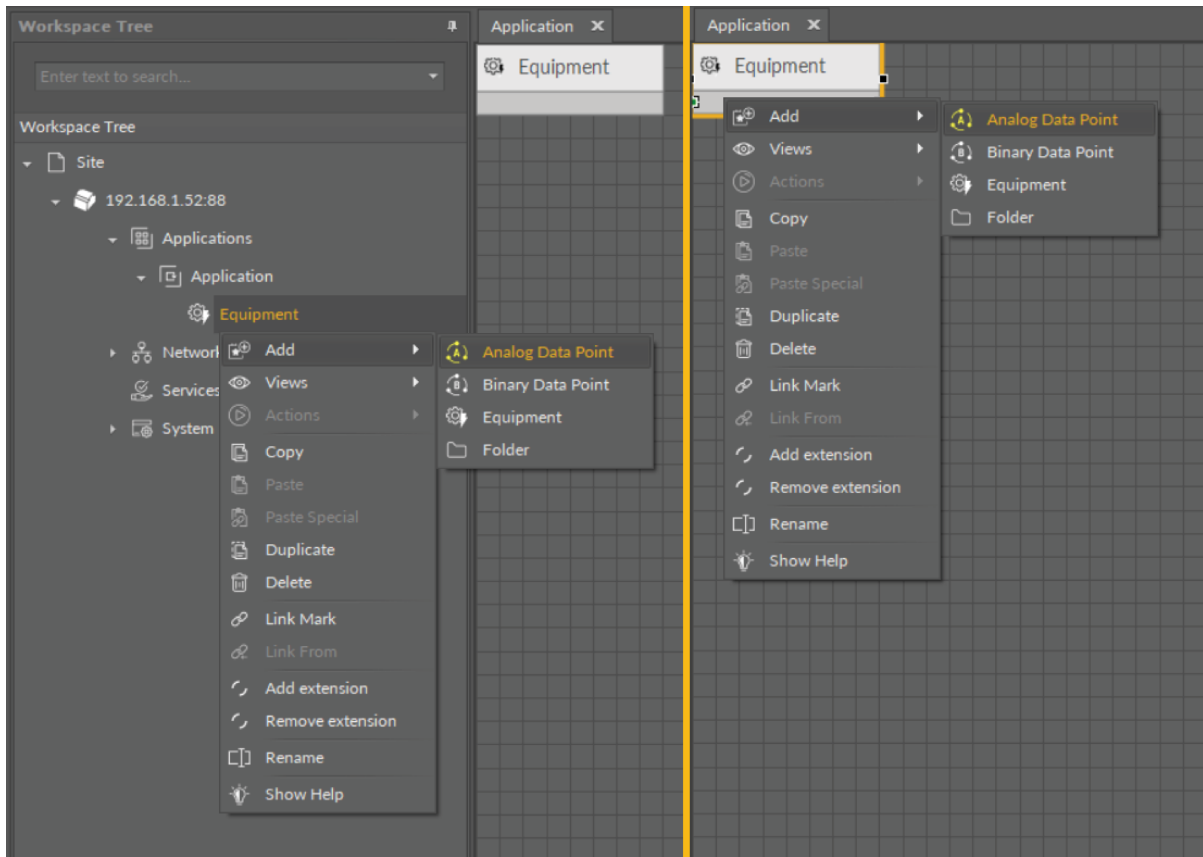 Workspace Tree
Enter text to search...
Workspace Tree
Site
192.168.1.52:88
Applications
Application
Equipment
Network
Services
System
Add
Views
Actions
Copy
Paste
Paste Special
Duplicate
Delete
Link Mark
Link From
Add extension
Remove extension
Rename
Show Help
Analog Data Point
Binary Data Point
Equipment
Folder
Application
Equipment
Application
Equipment
Add
Views
Actions
Copy
Paste
Paste Special
Duplicate
Delete
Link Mark
Link From
Add extension
Remove extension
Rename
Show Help
Analog Data Point
Binary Data Point
Equipment
Folder